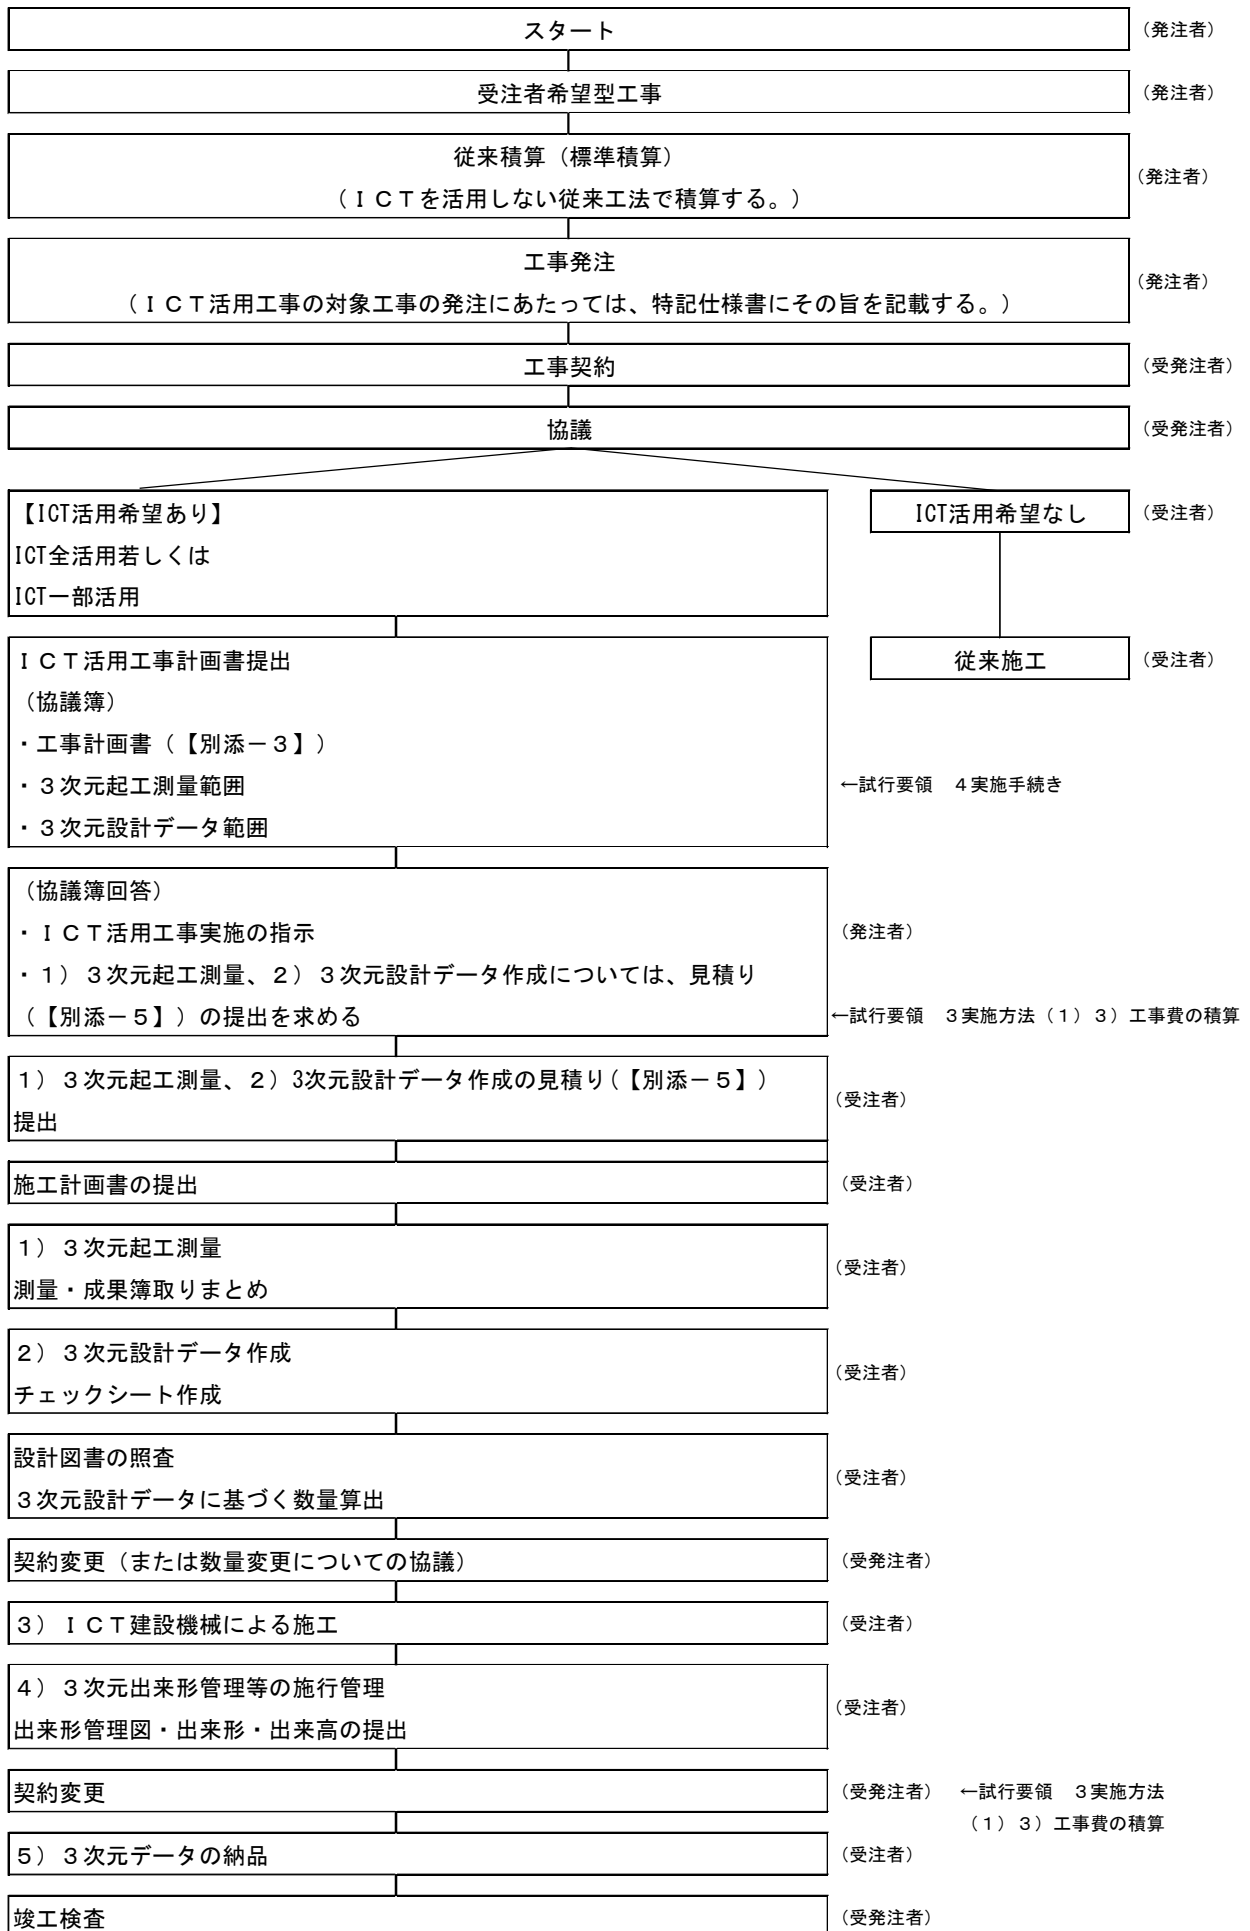 スタート
（発注者）
受注者希望型工事
（発注者）
従来積算（標準積算）
（ＩＣＴを活用しない従来工法で積算する。）
（発注者）
工事発注
（ＩＣＴ活用工事の対象工事の発注にあたっては、特記仕様書にその旨を記載する。）
（発注者）
工事契約
（受発注者）
協議
（受発注者）
【ICT活用希望あり】
ICT全活用若しくは
ICT一部活用
ICT活用希望なし
（受注者）
従来施工
（受注者）
ＩＣＴ活用工事計画書提出
（協議簿）
・工事計画書（【別添－３】）
・３次元起工測量範囲
・３次元設計データ範囲
←試行要領　４実施手続き
（協議簿回答）
・ＩＣＴ活用工事実施の指示
・１）３次元起工測量、２）３次元設計データ作成については、見積り
（【別添－５】）の提出を求める
（発注者）
←試行要領　３実施方法（１）３）工事費の積算
１）３次元起工測量、２）3次元設計データ作成の見積り(【別添－５】)
提出
（受注者）
施工計画書の提出
（受注者）
１）３次元起工測量
測量・成果簿取りまとめ
（受注者）
２）３次元設計データ作成
チェックシート作成
（受注者）
設計図書の照査
３次元設計データに基づく数量算出
（受注者）
契約変更（または数量変更についての協議）
（受発注者）
３）ＩＣＴ建設機械による施工
（受注者）
４）３次元出来形管理等の施行管理
出来形管理図・出来形・出来高の提出
（受注者）
契約変更
（受発注者）　←試行要領　３実施方法
（１）３）工事費の積算
５）３次元データの納品
（受注者）
竣工検査
（受発注者）